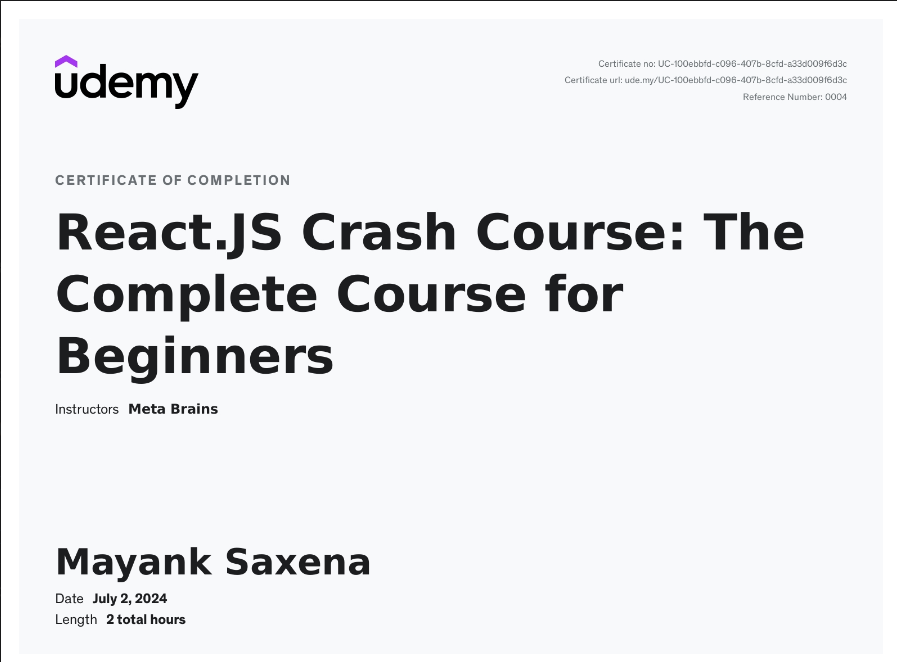 udemy
Certificate no: UC-100ebbfd-c096-407b-8cfd-a33d009f6d3c
Certificate url: ude.my/UC-100ebbfd-c096-407b-8cfd-a33d009f6d3c
Reference Number: 0004
CERTIFICATE OF COMPLETION
React.JS Crash Course: The
Complete Course for
Beginners
Instructors Meta Brains
Mayank Saxena
Date July 2, 2024
Length 2 total hours